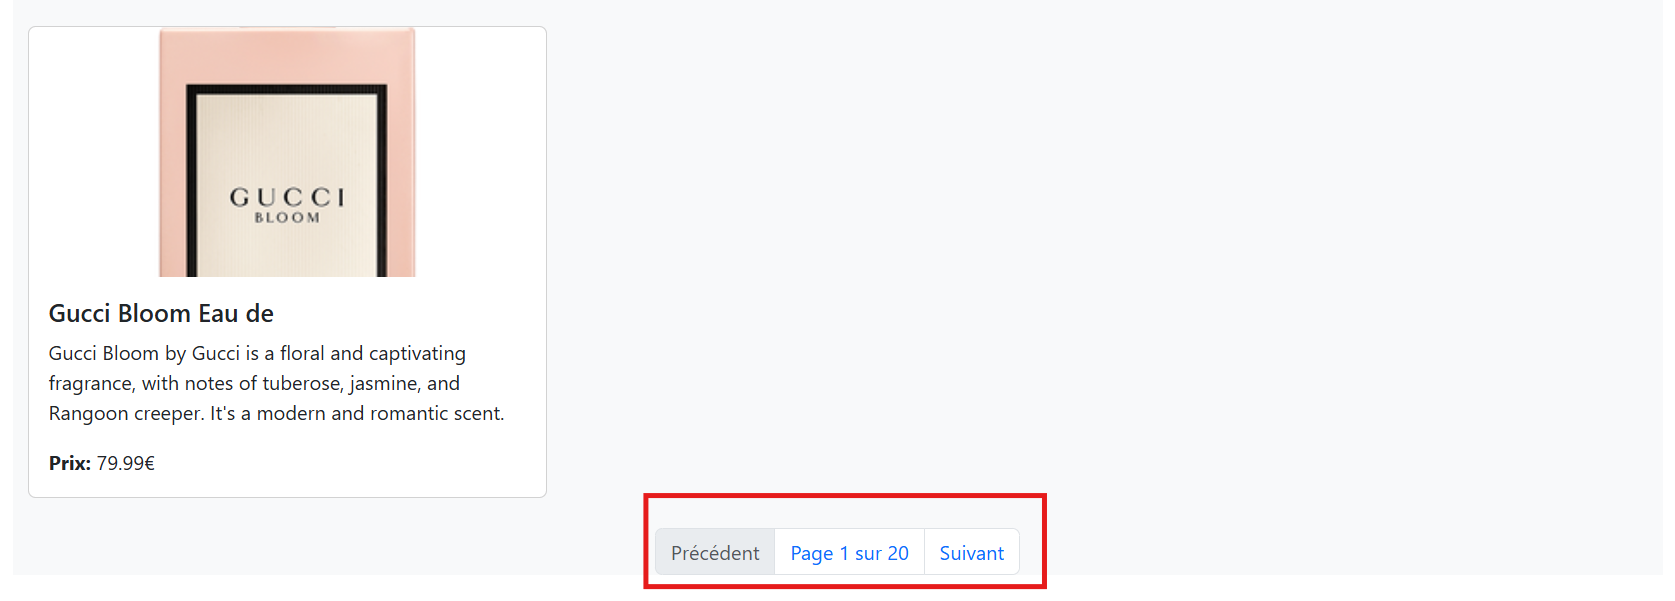 GUCCI
BLOOM
Gucci Bloom Eau de
Gucci Bloom by Gucci is a floral and captivating
fragrance, with notes of tuberose, jasmine, and
Rangoon creeper. It's a modern and romantic scent.
Prix: 79.99€
Précédent Page 1 sur 20 Suivant